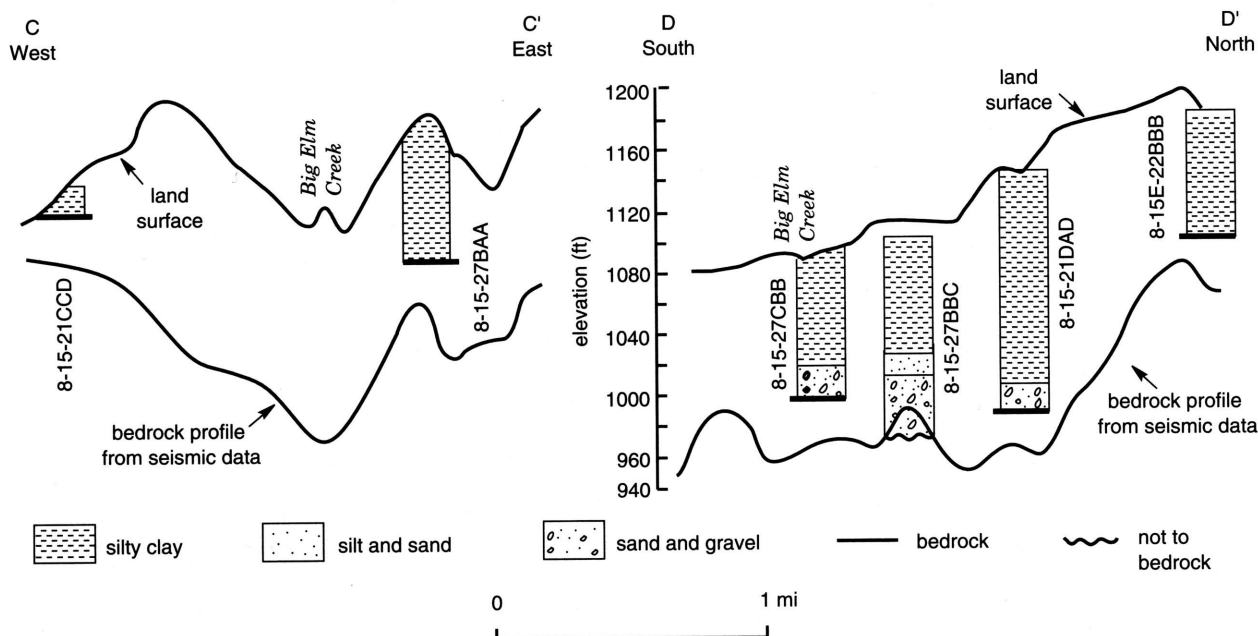 C
West
C'
East
D
South
D'
North
land
surface
Big Elm
Creek
8-15-21CCD
8-15-27BAA
bedrock profile
from seismic data
elevation (ft)
1200
1160
1120
1080
1040
1000
960
940
land
surface
Big Elm
Creek
8-15-27CBB
8-15-27BBC
8-15-21DAD
8-15E-22BBB
bedrock profile
from seismic data
silty clay
silt and sand
sand and gravel
bedrock
not to
bedrock
0
1 mi